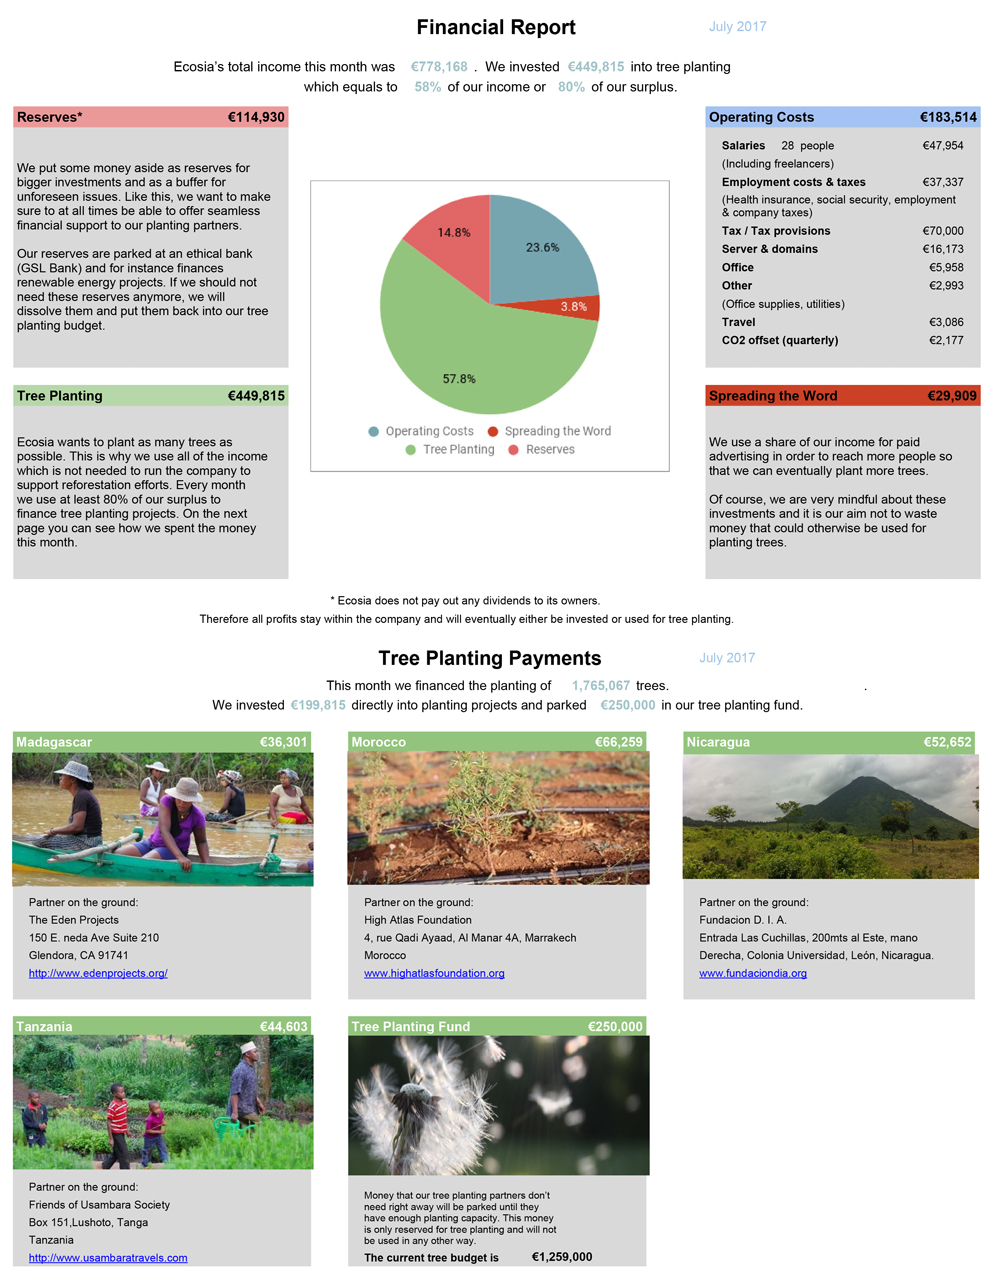 Financial Report July 2017
Ecosia's total income this month was €778,168 . We invested €449,815 into tree planting
which equals to 58% of our income or 80% of our surplus.
Reserves* €114,930
We put some money aside as reserves for
bigger investments and as a buffer for
unforeseen issues. Like this, we want to make
sure to at all times be able to offer seamless
financial support to our planting partners.
Our reserves are parked at an ethical bank
(GSL Bank) and for instance finances
renewable energy projects. If we should not
need these reserves anymore, we will
dissolve them and put them back into our tree
planting budget.
Tree Planting €449,815
Ecosia wants to plant as many trees as
possible. This is why we use all of the income
which is not needed to run the company to
support reforestation efforts. Every month
we use at least 80% of our surplus to
finance tree planting projects. On the next
page you can see how we spent the money
this month.
14.8%
23.6%
3.8%
57.8%
Operating Costs Spreading the Word
Tree Planting Reserves
Operating Costs €183,514
Salaries 28 people €47,954
(Including freelancers)
Employment costs & taxes €37,337
(Health insurance, social security, employment
& company taxes)
Tax / Tax provisions €70,000
Server & domains €16,173
Office €5,958
Other €2,993
(Office supplies, utilities)
Travel €3,086
CO2 offset (quarterly) €2,177
Spreading the Word €29,909
We use a share of our income for paid
advertising in order to reach more people so
that we can eventually plant more trees.
Of course, we are very mindful about these
investments and it is our aim not to waste
money that could otherwise be used for
planting trees.
* Ecosia does not pay out any dividends to its owners.
Therefore all profits stay within the company and will eventually either be invested or used for tree planting.
Tree Planting Payments July 2017
This month we financed the planting of 1,765,067 trees. .
We invested €199,815 directly into planting projects and parked €250,000 in our tree planting fund.
Madagascar €36,301
Partner on the ground:
The Eden Projects
150 E. neda Ave Suite 210
Glendora, CA 91741
http://www.edenprojects.org/
Morocco €66,259
Partner on the ground:
High Atlas Foundation
4, rue Qadi Ayaad, Al Manar 4A, Marrakech
Morocco
www.highatlasfoundation.org
Nicaragua €52,652
Partner on the ground:
Fundacion D. I. A.
Entrada Las Cuchillas, 200mts al Este, mano
Derecha, Colonia Universidad, León, Nicaragua.
www.fundaciondia.org
Tanzania €44,603
Partner on the ground:
Friends of Usambara Society
Box 151,Lushoto, Tanga
Tanzania
http://www.usambaratravels.com
Tree Planting Fund €250,000
Money that our tree planting partners don't
need right away will be parked until they
have enough planting capacity. This money
is only reserved for tree planting and will not
be used in any other way.
The current tree budget is €1,259,000